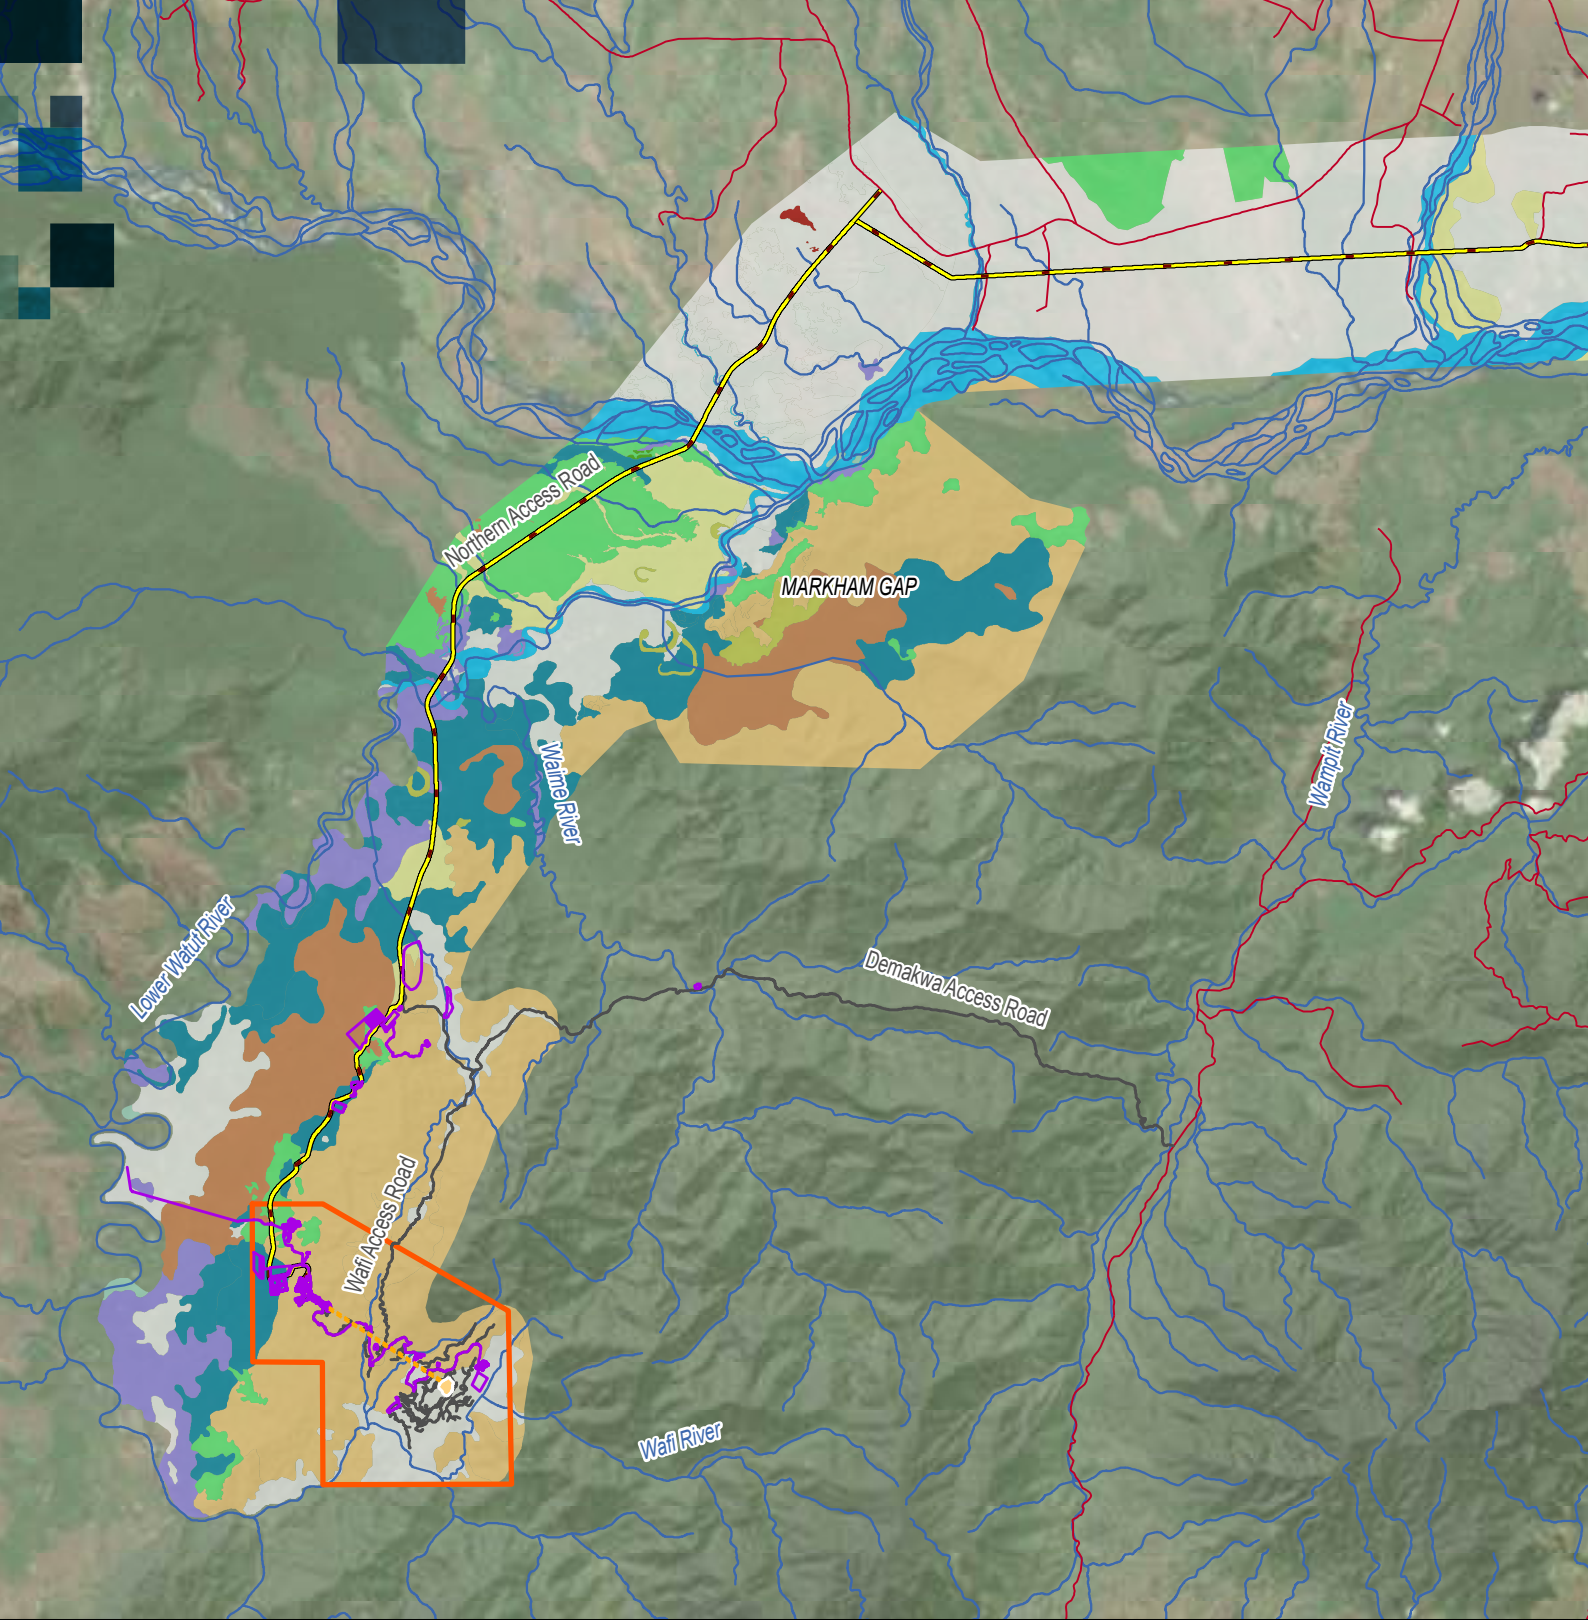 Northern Access Road
MARKHAM GAP
Wampit River
Waime River
Lower Watut River
Demakwa Access Road
Wafi Access Road
Wafi River